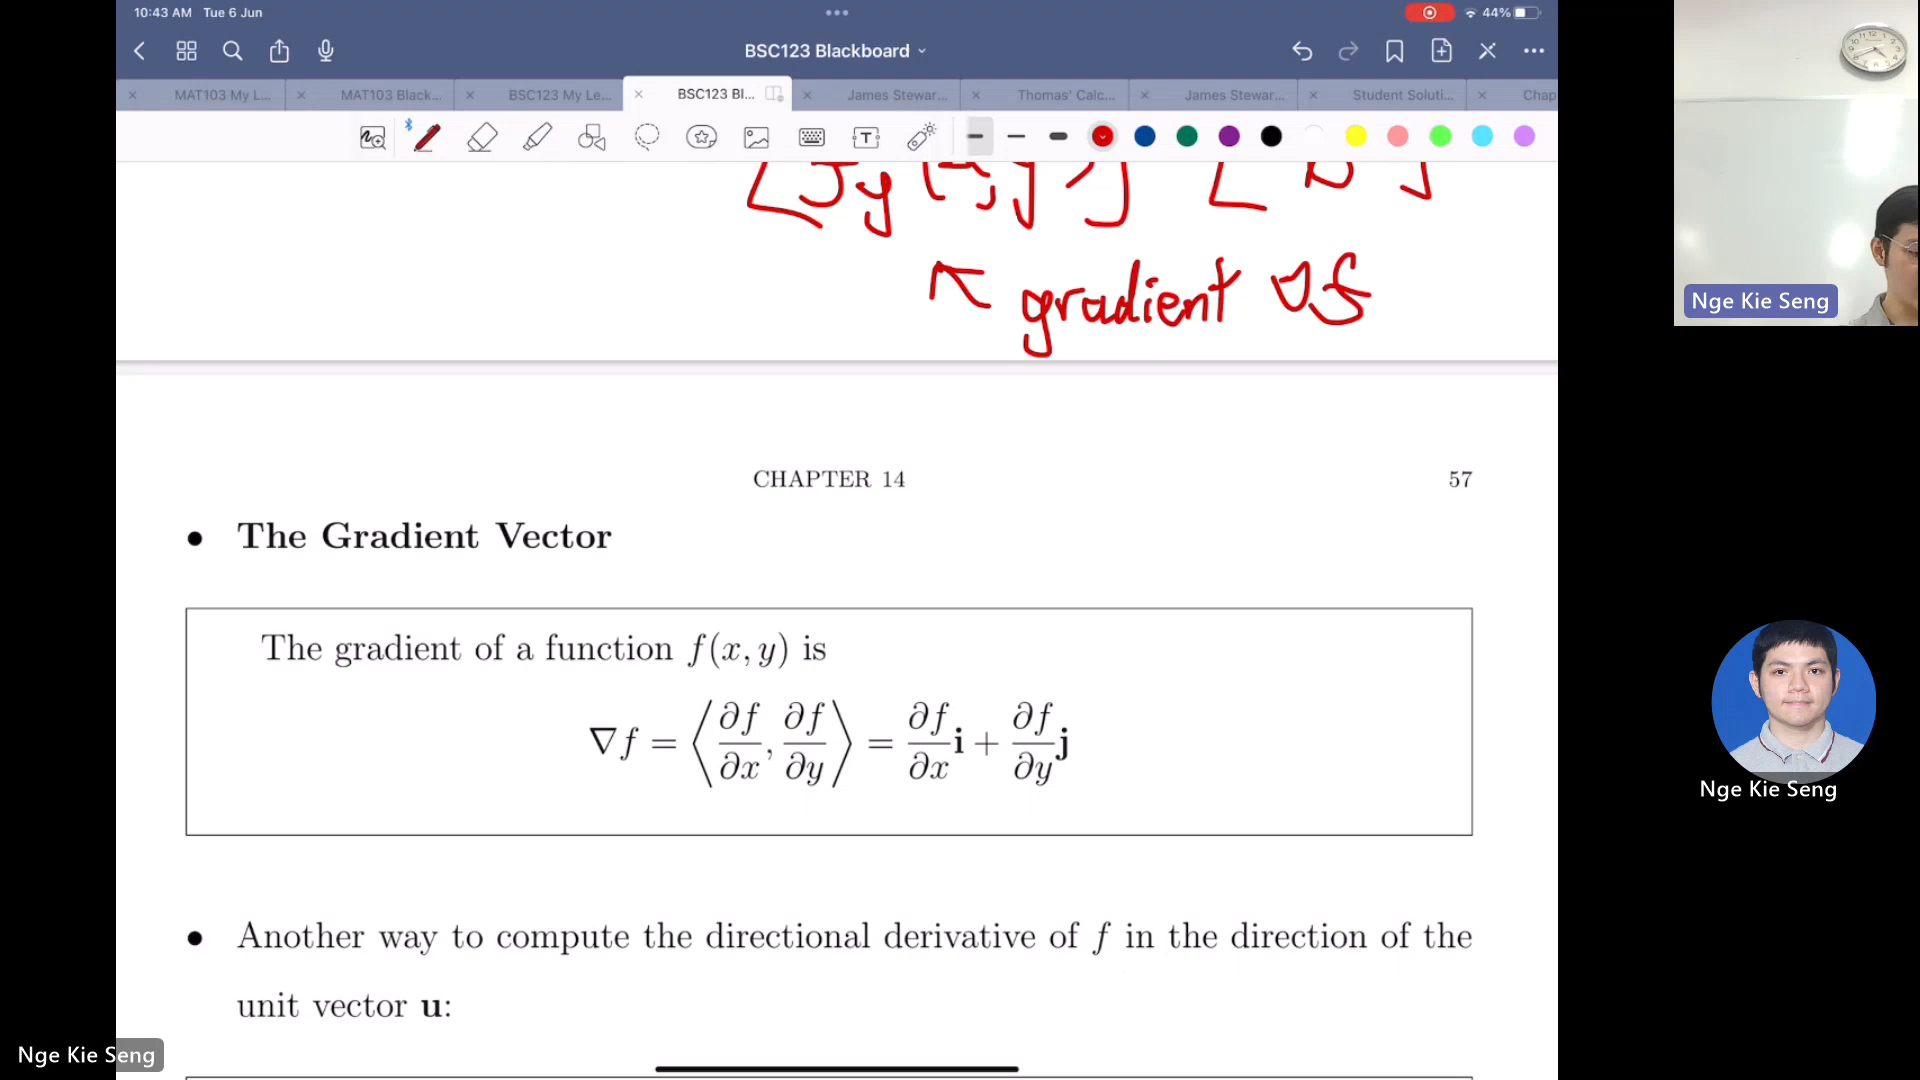 10:43 AM Tue 6 Jun
44%
BSC123 Blackboard
MAT103 My L...
MAT103 Black...
BSC123 My Le...
BSC123 Bl...
James Stewar...
Thomas' Calc...
James Stewar...
Student Soluti...
Chap
gradient ∇f
CHAPTER 14 57
• The Gradient Vector
The gradient of a function f(x, y) is
∇f = ⟨∂f/∂x, ∂f/∂y⟩ = ∂f/∂x i + ∂f/∂y j
• Another way to compute the directional derivative of f in the direction of the
unit vector u:
Nge Kie Seng
Nge Kie Seng
Nge Kie Seng